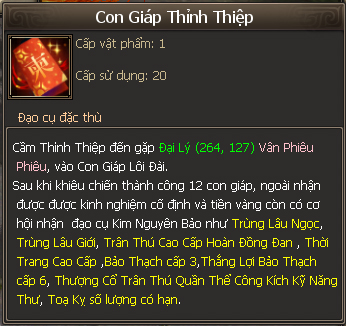 Con Giáp Thỉnh Thiệp
Cấp vật phẩm: 1
Cấp sử dụng: 20
Đạo cụ đặc thù
Cầm Thỉnh Thiệp đến gặp Đại Lý (264, 127) Vân Phiêu
Phiêu, vào Con Giáp Lôi Đài.
Sau khi khiêu chiến thành công 12 con giáp, ngoài nhận
được được kinh nghiệm cố định và tiền vàng còn có cơ
hội nhận đạo cụ Kim Nguyên Bảo như Trùng Lâu Ngọc,
Trùng Lâu Giới, Trân Thú Cao Cấp Hoàn Đồng Đan , Thời
Trang Cao Cấp ,Bảo Thạch cấp 3,Thắng Lợi Bảo Thạch
cấp 6, Thượng Cổ Trân Thú Quần Thể Công Kích Kỹ Năng
Thư, Toạ Kỵ số lượng có hạn.